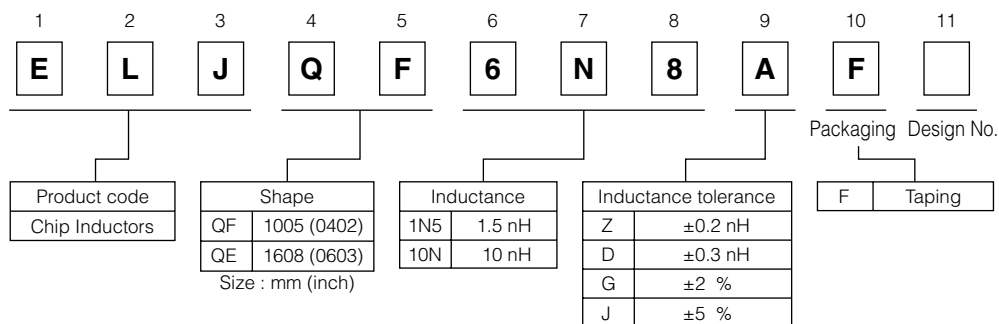 1 2 3 4 5 6 7 8 9 10 11
E L J Q F 6 N 8 A F
Packaging Design No.
Product code
Chip Inductors
Shape
QF 1005 (0402)
QE 1608 (0603)
Size : mm (inch)
Inductance
1N5 1.5 nH
10N 10 nH
Inductance tolerance
Z ±0.2 nH
D ±0.3 nH
G ±2 %
J ±5 %
F Taping